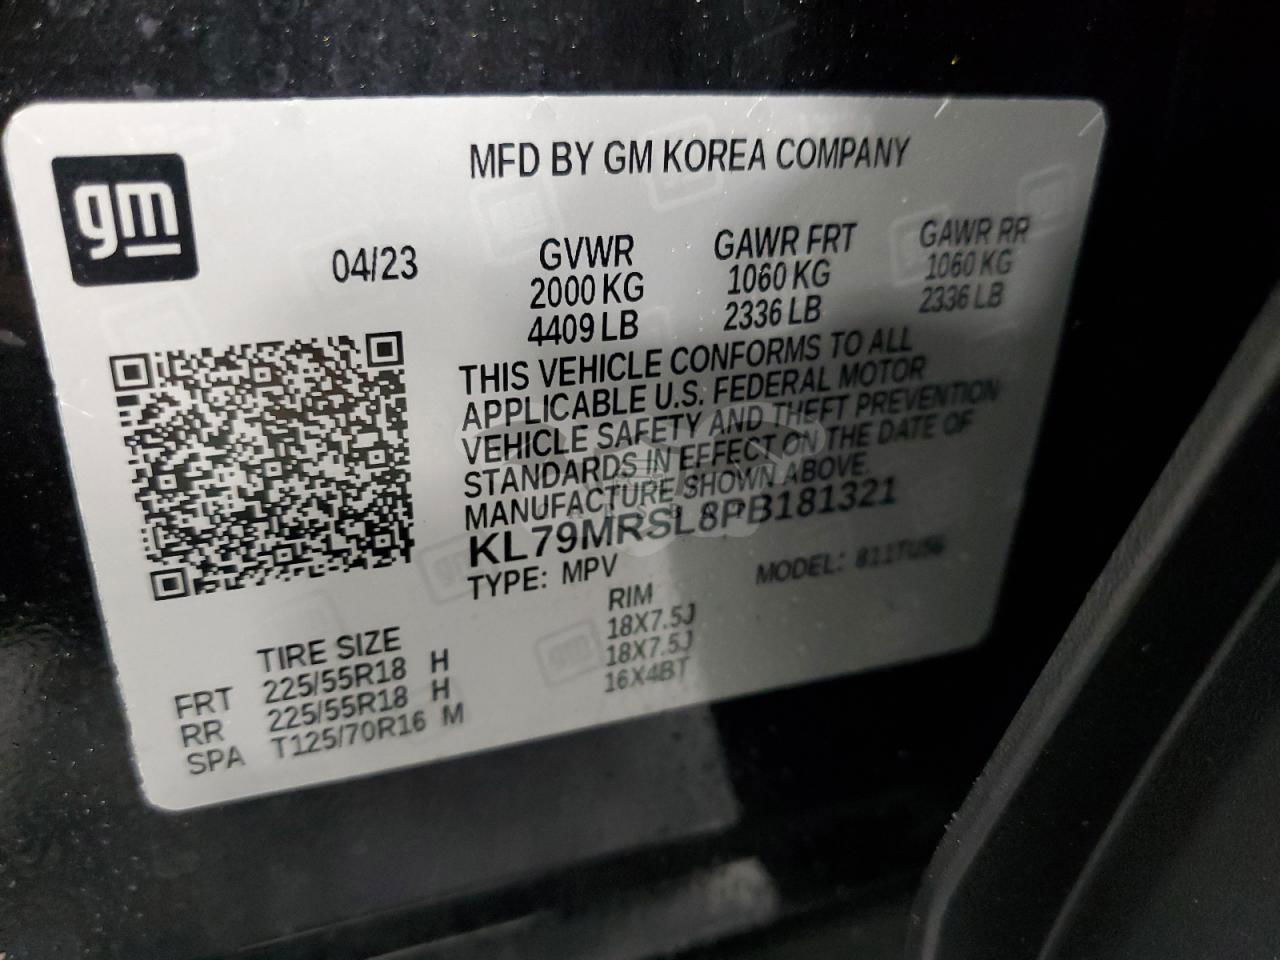 gm
MFD BY GM KOREA COMPANY
04/23
GVWR GAWR FRT GAWR RR
2000 KG 1060 KG 1060 KG
4409 LB 2336 LB 2336 LB
THIS VEHICLE CONFORMS TO ALL
APPLICABLE U.S. FEDERAL MOTOR
VEHICLE SAFETY AND THEFT PREVENTION
STANDARDS IN EFFECT ON THE DATE OF
MANUFACTURE SHOWN ABOVE.
KL79MRSL8PB181321
TYPE: MPV MODEL: 811TU56
TIRE SIZE RIM
FRT 225/55R18 H 18X7.5J
RR 225/55R18 H 18X7.5J
SPA T125/70R16 M 16X4BT